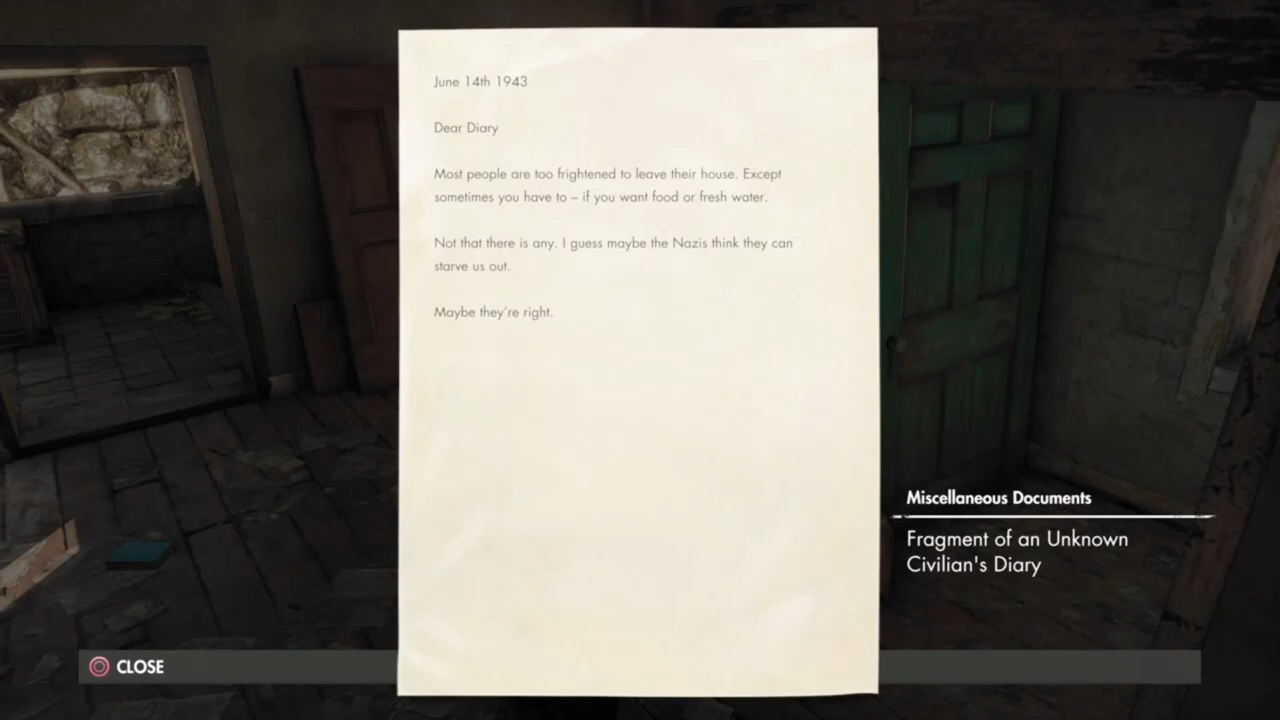 June 14th 1943
Dear Diary
Most people are too frightened to leave their house. Except
sometimes you have to – if you want food or fresh water.
Not that there is any. I guess maybe the Nazis think they can
starve us out.
Maybe they're right.
Miscellaneous Documents
Fragment of an Unknown
Civilian's Diary
CLOSE